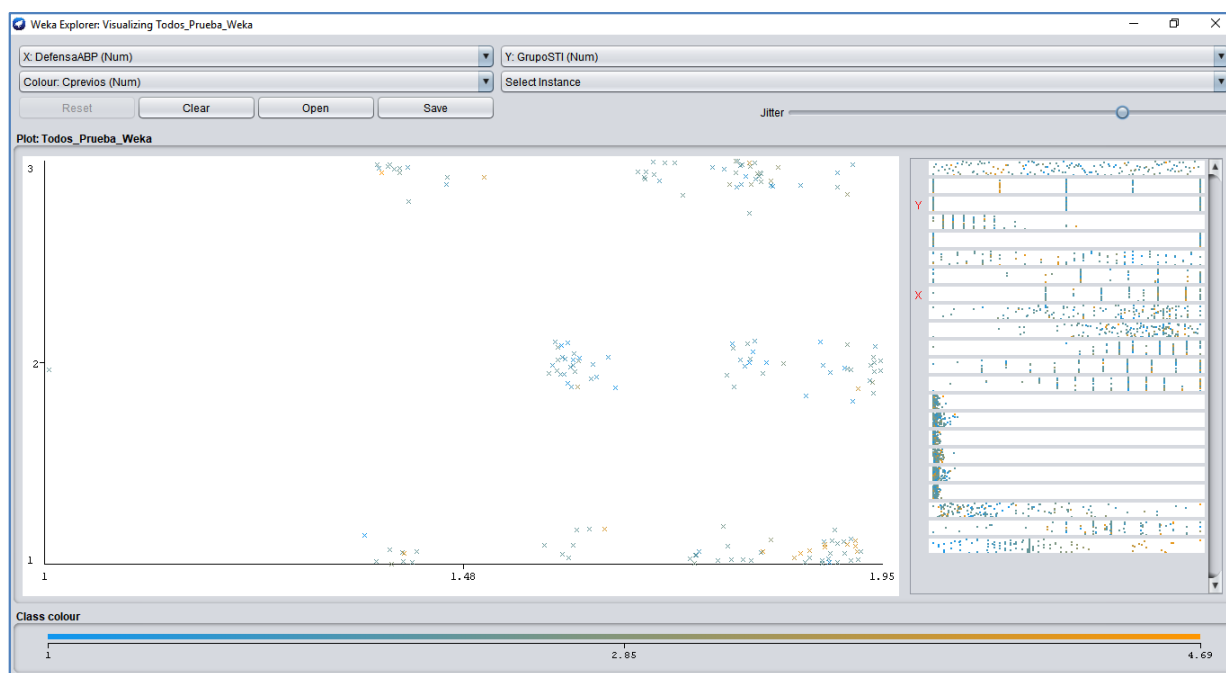 Weka Explorer: Visualizing Todos_Prueba_Weka
X: DefensaABP (Num)
Y: GrupoSTI (Num)
Colour: Cprevios (Num)
Select Instance
Reset
Clear
Open
Save
Jitter
Plot: Todos_Prueba_Weka
3
2
1
1
1.48
1.95
Y
X
Class colour
1
2.85
4.69